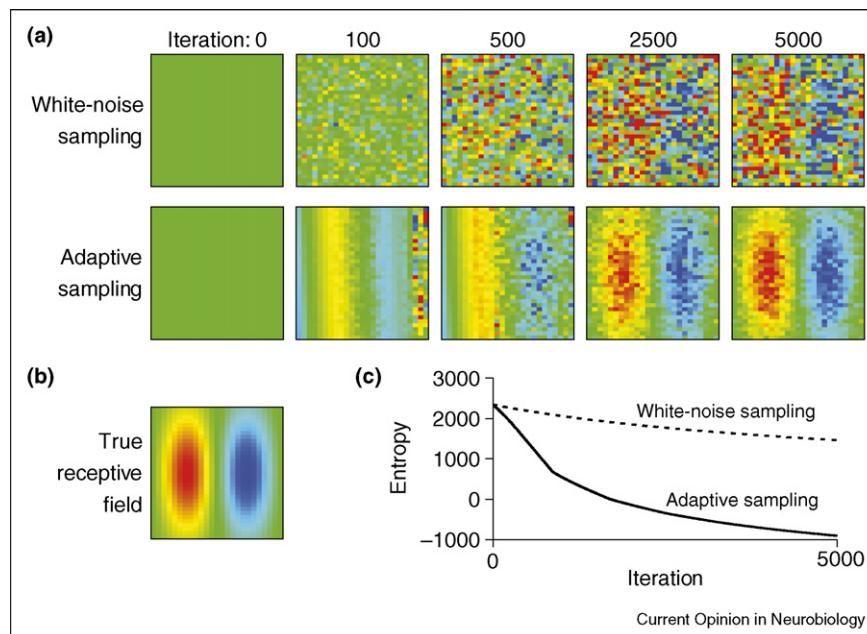 (a)
Iteration: 0 100 500 2500 5000
White-noise
sampling
Adaptive
sampling
(b)
True
receptive
field
(c)
3000
2000
1000
0
−1000
Entropy
White-noise sampling
Adaptive sampling
0 5000
Iteration
Current Opinion in Neurobiology